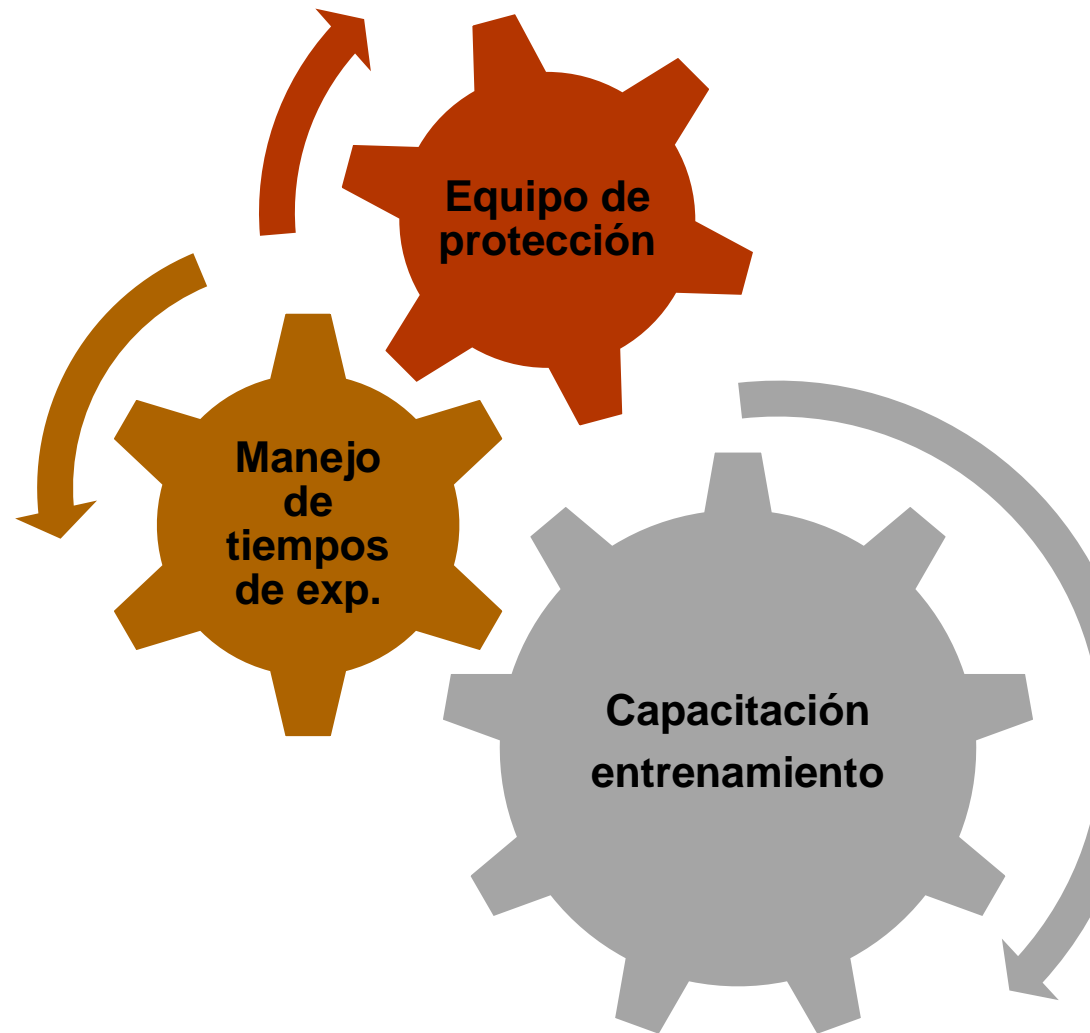 Equipo de
protección
Manejo
de
tiempos
de exp.
Capacitación
entrenamiento